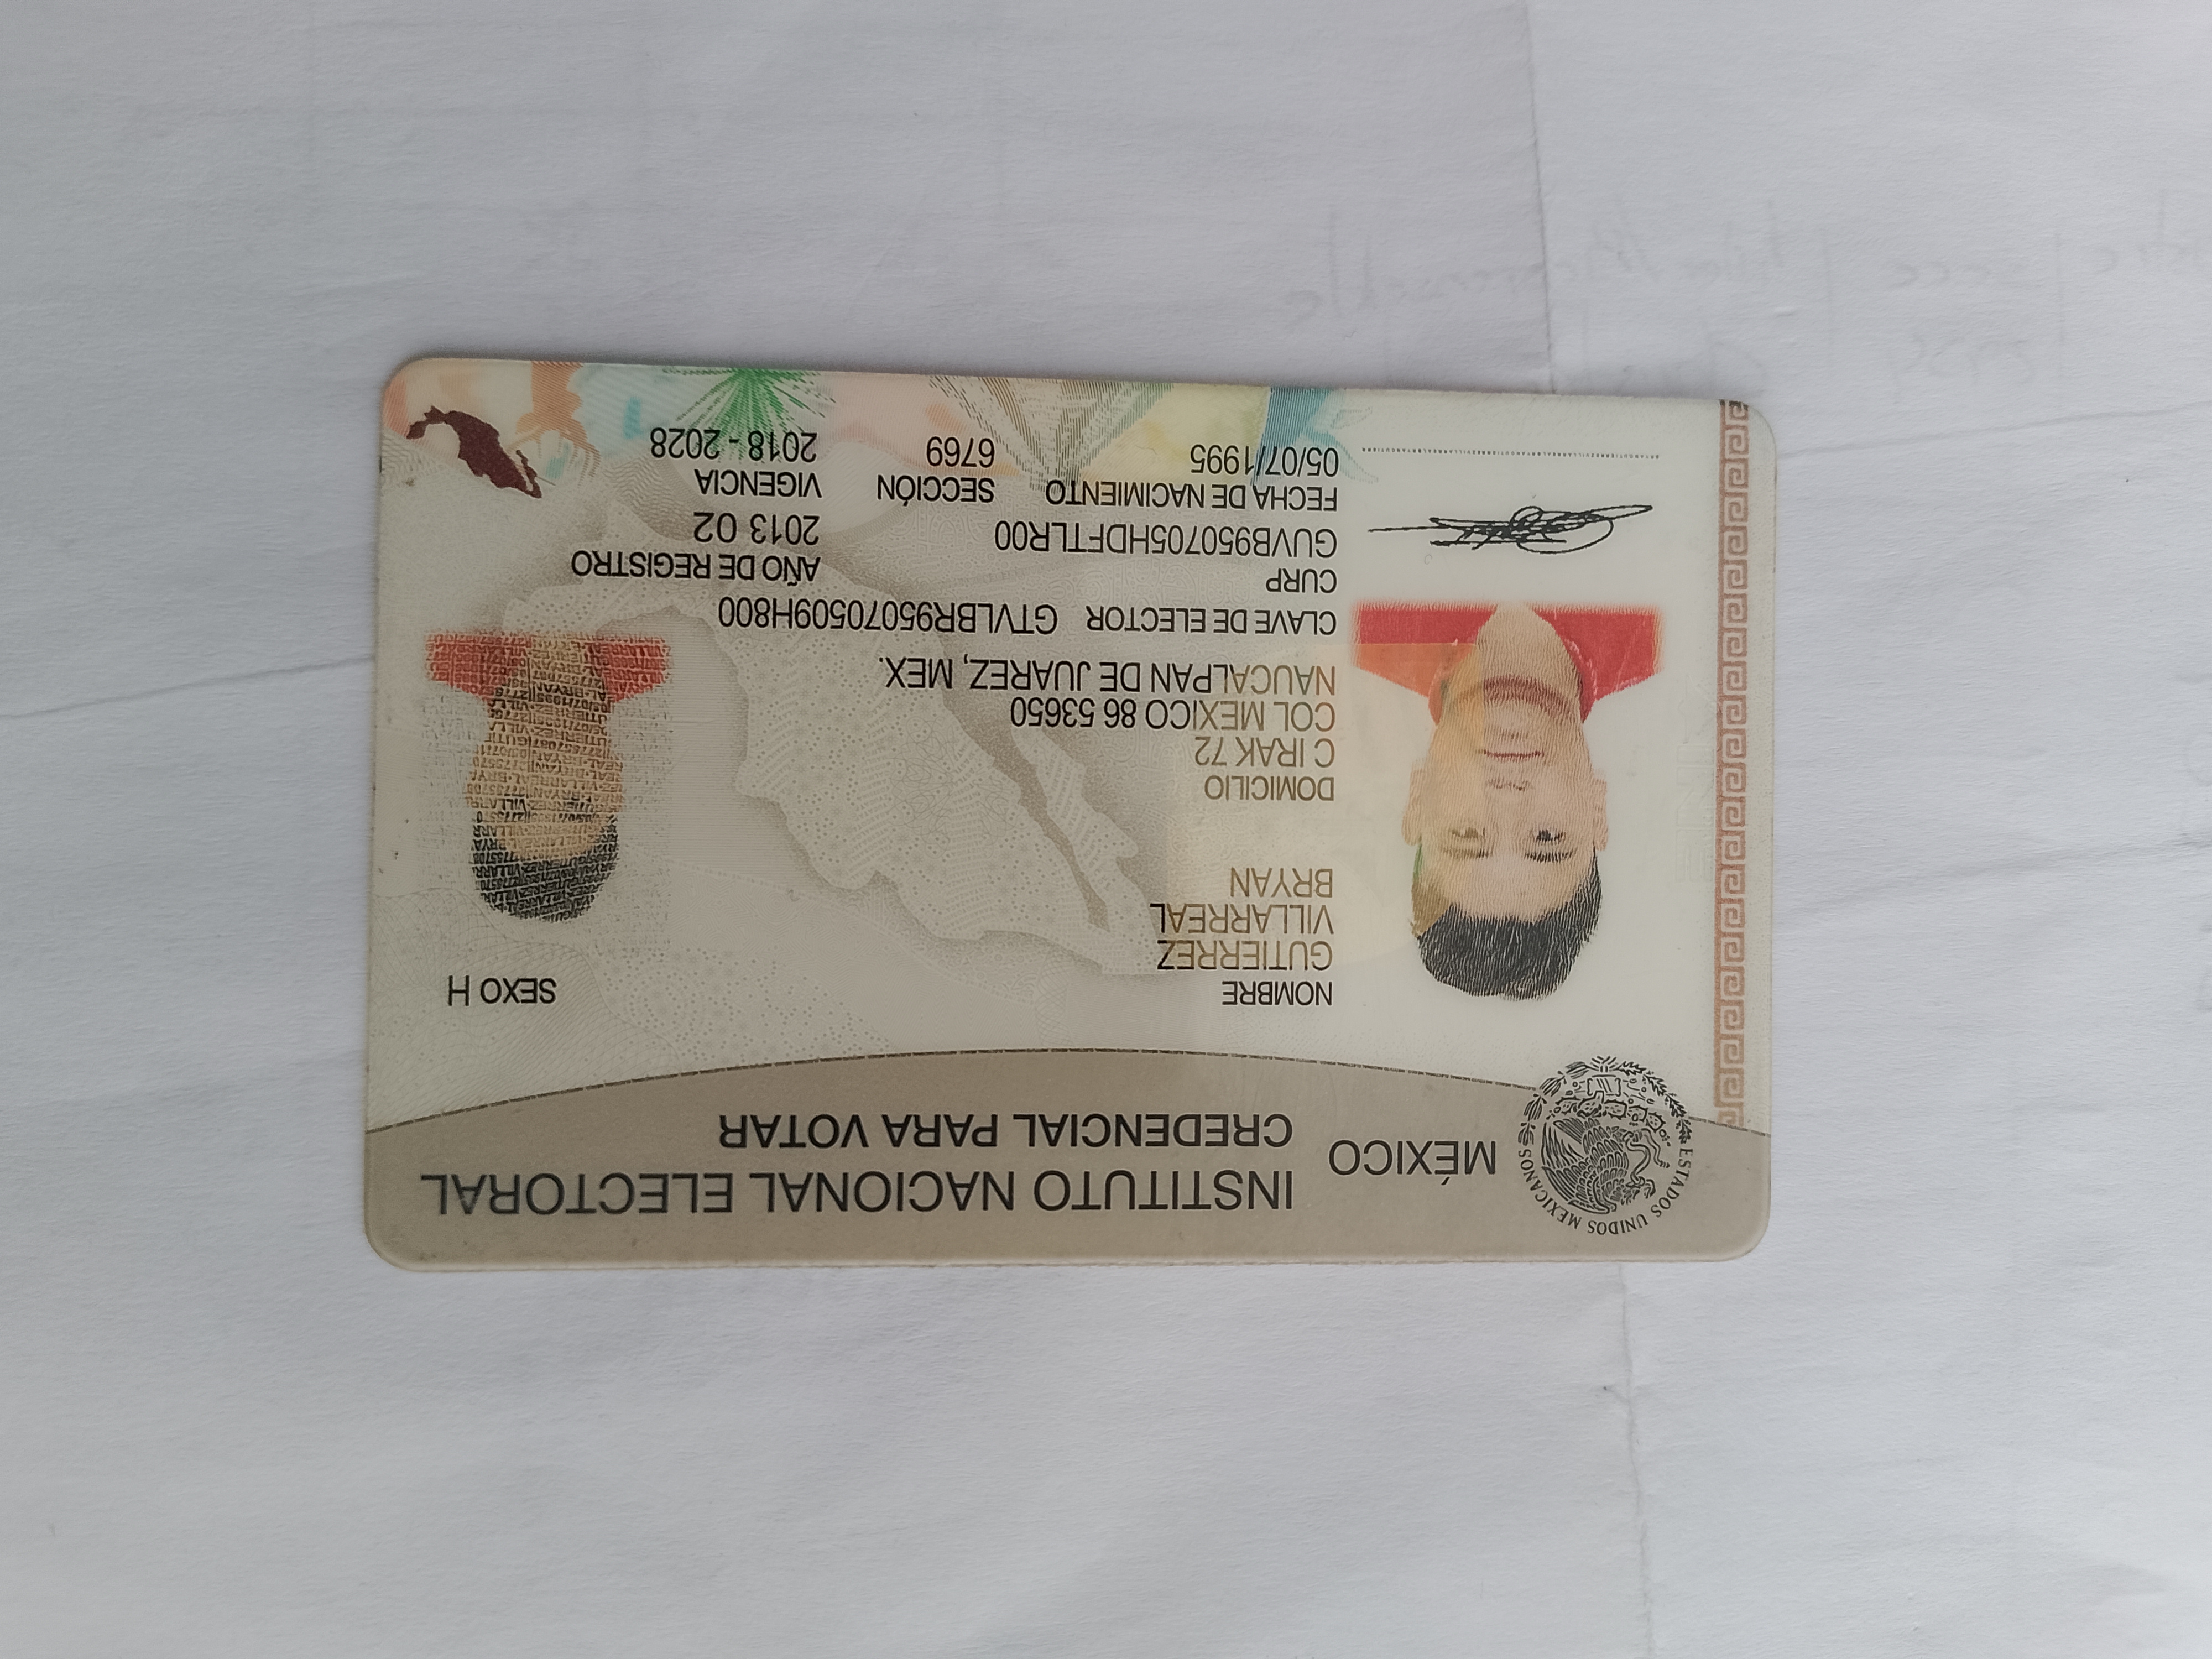 MÉXICO
INSTITUTO NACIONAL ELECTORAL
CREDENCIAL PARA VOTAR
ESTADOS UNIDOS MEXICANOS
NOMBRE
GUTIERREZ
VILLARREAL
BRYAN
SEXO H
DOMICILIO
C IRAK 72
COL MEXICO 86 53650
NAUCALPAN DE JUAREZ, MEX.
CLAVE DE ELECTOR GTVLBR95070509H800
CURP
GUVB950705HDFTLR00
AÑO DE REGISTRO
2013 02
FECHA DE NACIMIENTO
05/07/1995
SECCIÓN
6769
VIGENCIA
2018 - 2028